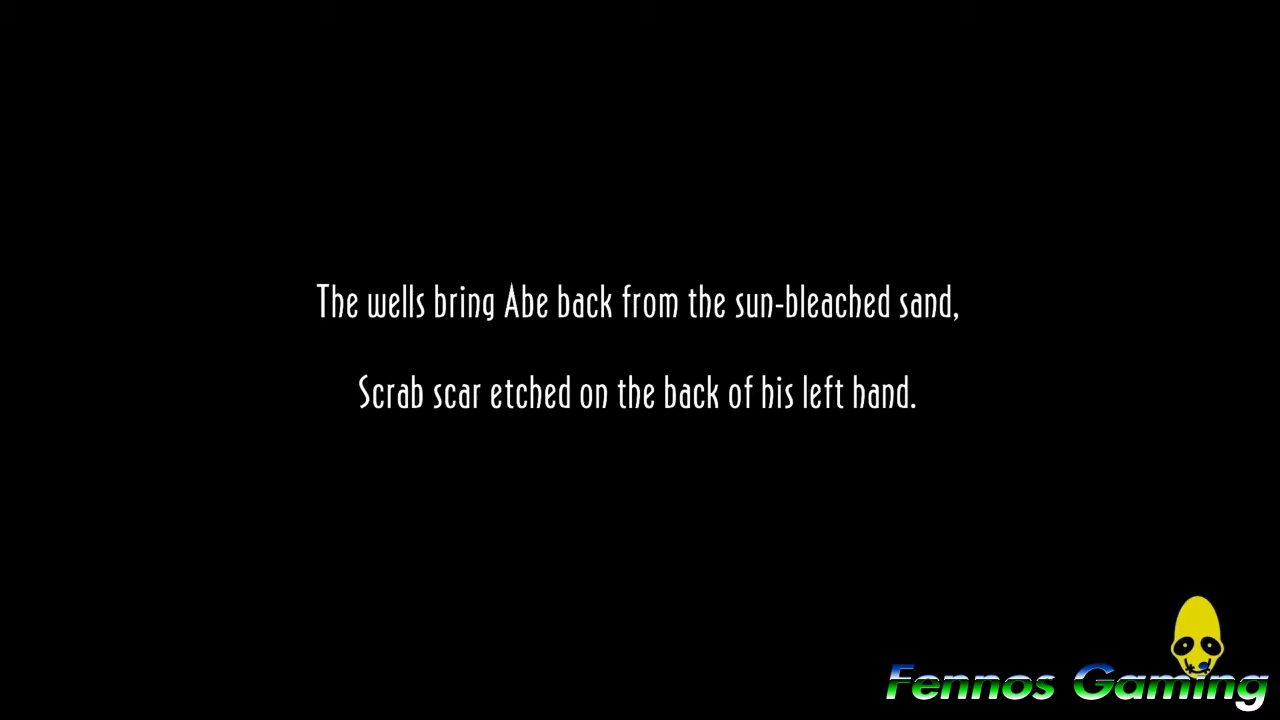 The wells bring Abe back from the sun-bleached sand,
Scrab scar etched on the back of his left hand.
Fennos Gaming